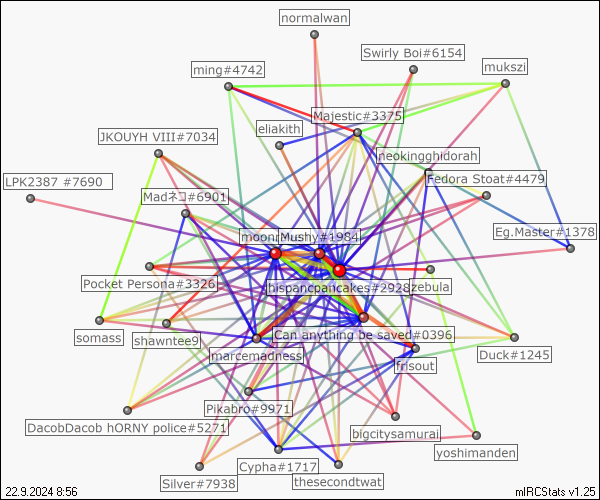 normalwan
Swirly Boi#6154
ming#4742
mukszi
Majestic#3375
eliakith
JKOUYH VIII#7034
neokingghidorah
Fedora Stoat#4479
LPK2387 #7690
Madネコ#6901
moon
Mushy#1984
Eg.Master#1378
Pocket Persona#3326
hispanicpancakes#2928
zebula
Can anything be saved#0396
somass
shawntee9
marcemadness
frisout
Duck#1245
Pikabro#9971
DacobDacob hORNY police#5271
bigcitysamurai
yoshimanden
Cypha#1717
Silver#7938
thesecondtwat
22.9.2024 8:56
mIRCStats v1.25